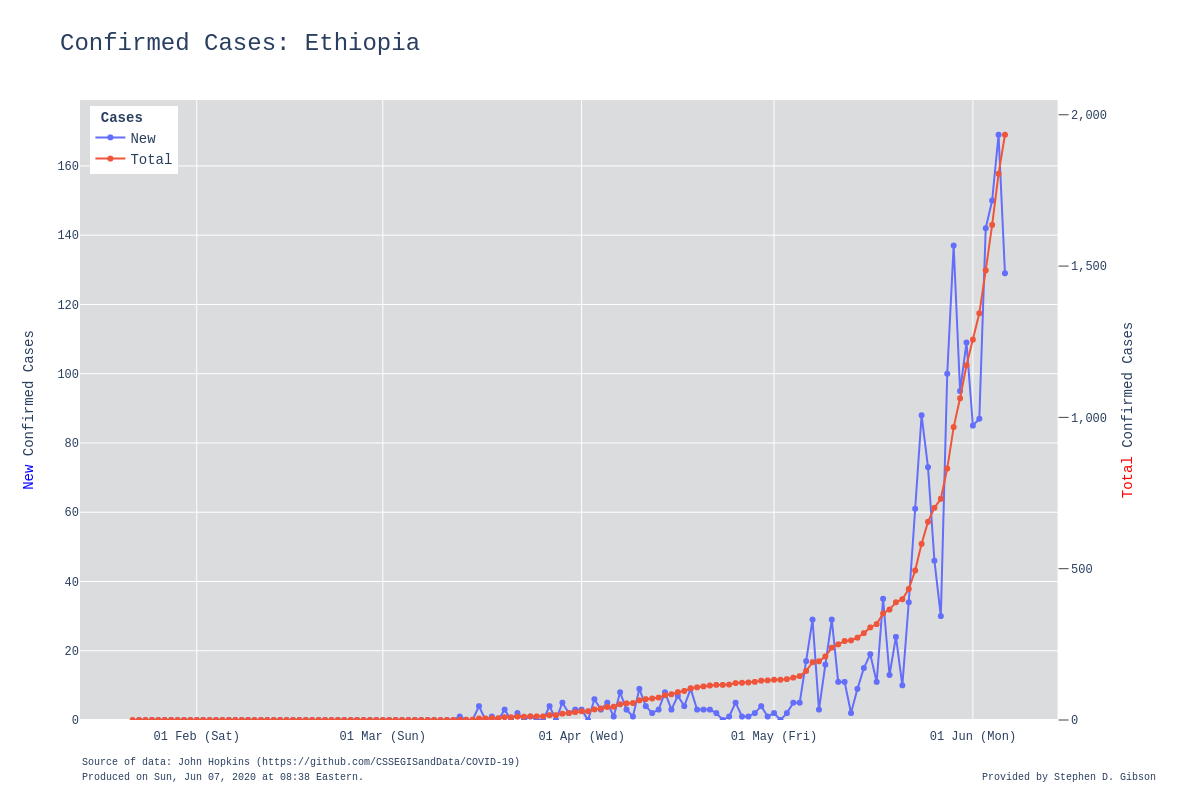 Confirmed Cases: Ethiopia
Cases
New
Total
160
140
120
100
80
60
40
20
0
New Confirmed Cases
2,000
1,500
1,000
500
0
Total Confirmed Cases
01 Feb (Sat)
01 Mar (Sun)
01 Apr (Wed)
01 May (Fri)
01 Jun (Mon)
Source of data: John Hopkins (https://github.com/CSSEGISandData/COVID-19)
Produced on Sun, Jun 07, 2020 at 08:38 Eastern.
Provided by Stephen D. Gibson